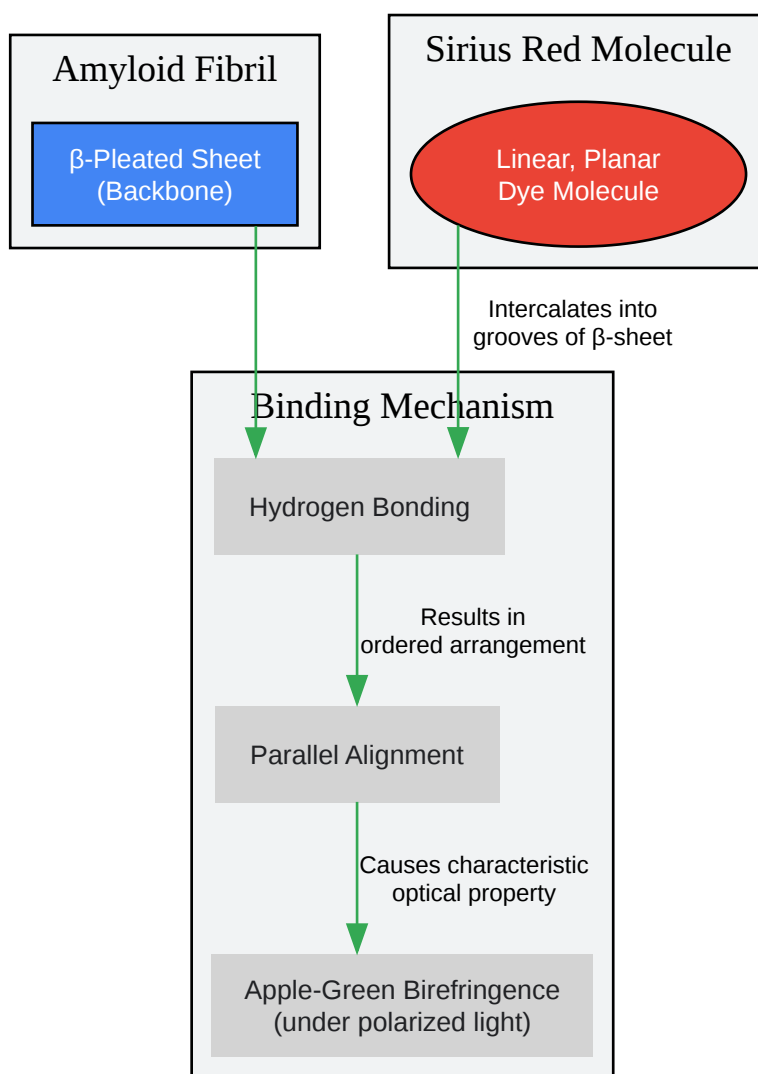 Amyloid Fibril
β-Pleated Sheet
(Backbone)
Sirius Red Molecule
Linear, Planar
Dye Molecule
Intercalates into
grooves of β-sheet
Binding Mechanism
Hydrogen Bonding
Results in
ordered arrangement
Parallel Alignment
Causes characteristic
optical property
Apple-Green Birefringence
(under polarized light)